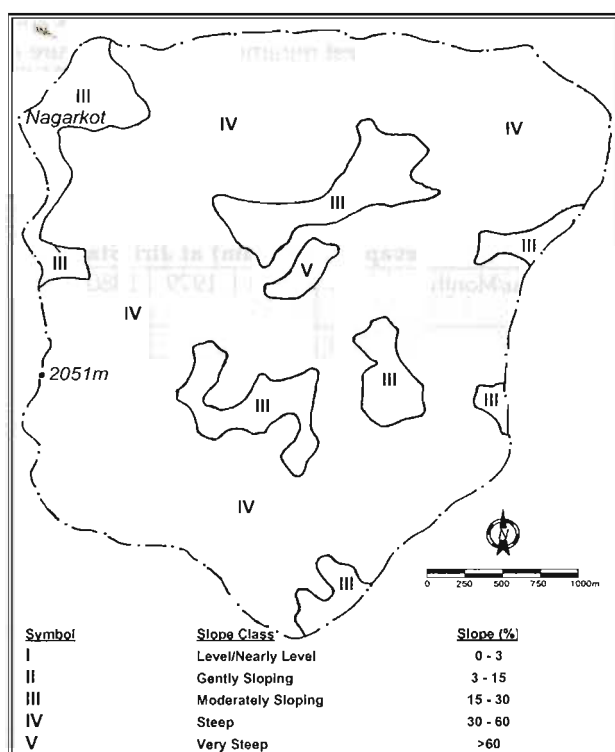 III
Nagarkot
IV
IV
III
III
III
V
IV
2051m
III
III
III
IV
N
III
0 250 500 750 1000m
Symbol Slope Class Slope (%)
I Level/Nearly Level 0 - 3
II Gently Sloping 3 - 15
III Moderately Sloping 15 - 30
IV Steep 30 - 60
V Very Steep >60